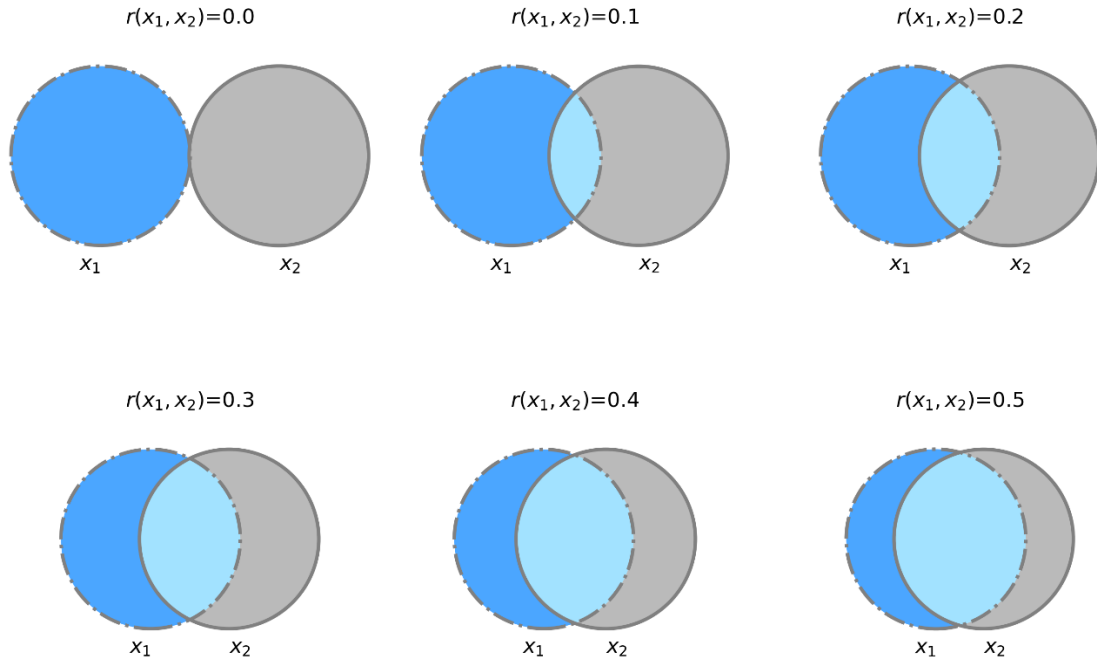 r(x₁, x₂)=0.0
r(x₁, x₂)=0.1
r(x₁, x₂)=0.2
x₁ x₂
x₁ x₂
x₁ x₂
r(x₁, x₂)=0.3
r(x₁, x₂)=0.4
r(x₁, x₂)=0.5
x₁ x₂
x₁ x₂
x₁ x₂